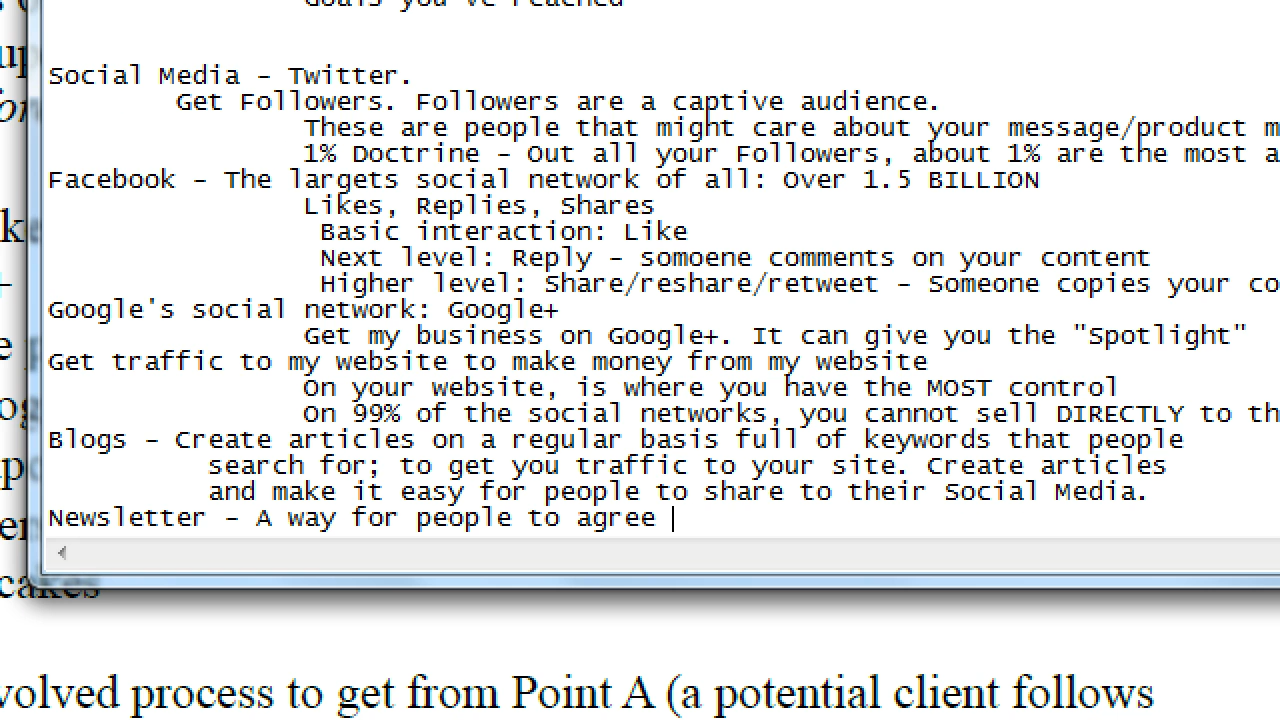 Goals you've reached
Social Media - Twitter.
Get Followers. Followers are a captive audience.
These are people that might care about your message/product m
1% Doctrine - Out all your Followers, about 1% are the most a
Facebook - The largets social network of all: Over 1.5 BILLION
Likes, Replies, Shares
Basic interaction: Like
Next level: Reply - somoene comments on your content
Higher level: Share/reshare/retweet - Someone copies your co
Google's social network: Google+
Get my business on Google+. It can give you the "Spotlight"
Get traffic to my website to make money from my website
On your website, is where you have the MOST control
On 99% of the social networks, you cannot sell DIRECTLY to th
Blogs - Create articles on a regular basis full of keywords that people
search for; to get you traffic to your site. Create articles
and make it easy for people to share to their Social Media.
Newsletter - A way for people to agree
cakes
volved process to get from Point A (a potential client follows